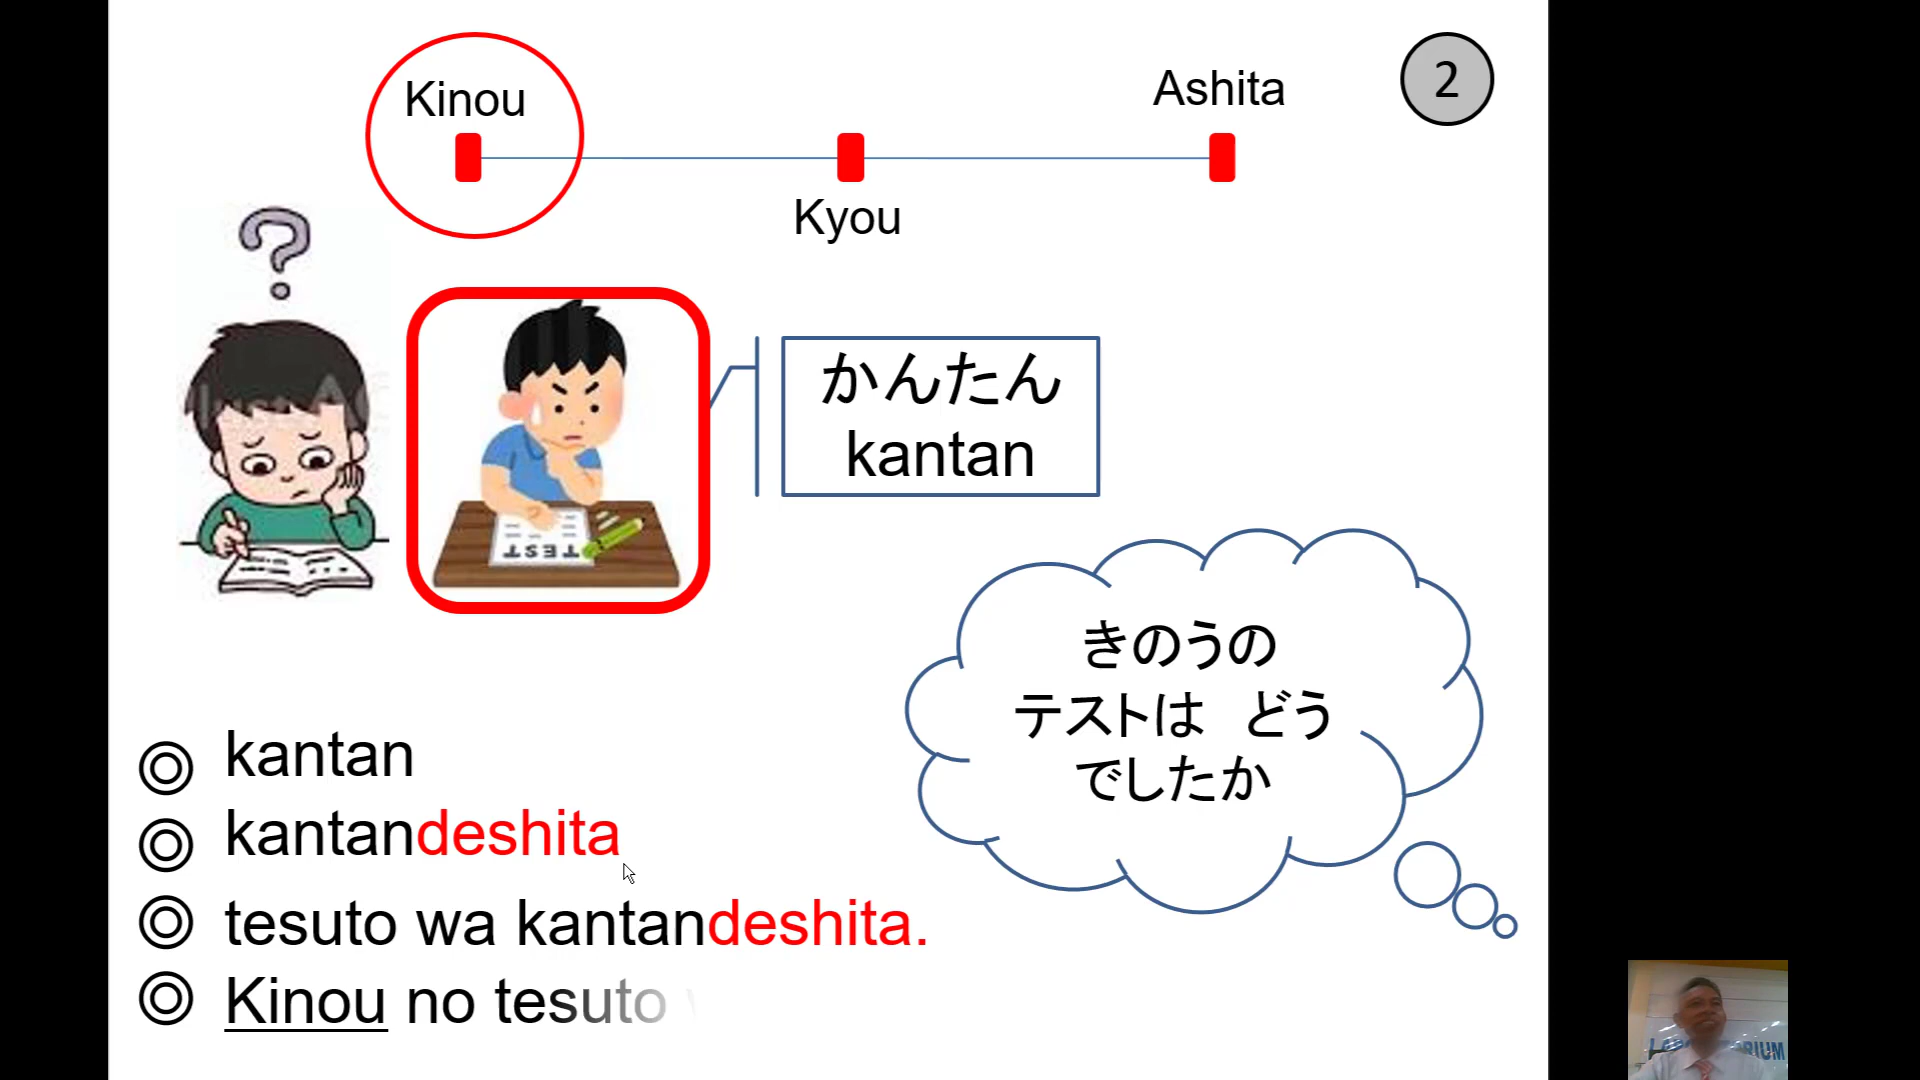 Kinou
Ashita
2
Kyou
かんたん
kantan
TEST
きのうの
テストは　どう
でしたか
kantan
kantandeshita
tesuto wa kantandeshita.
Kinou no tesuto